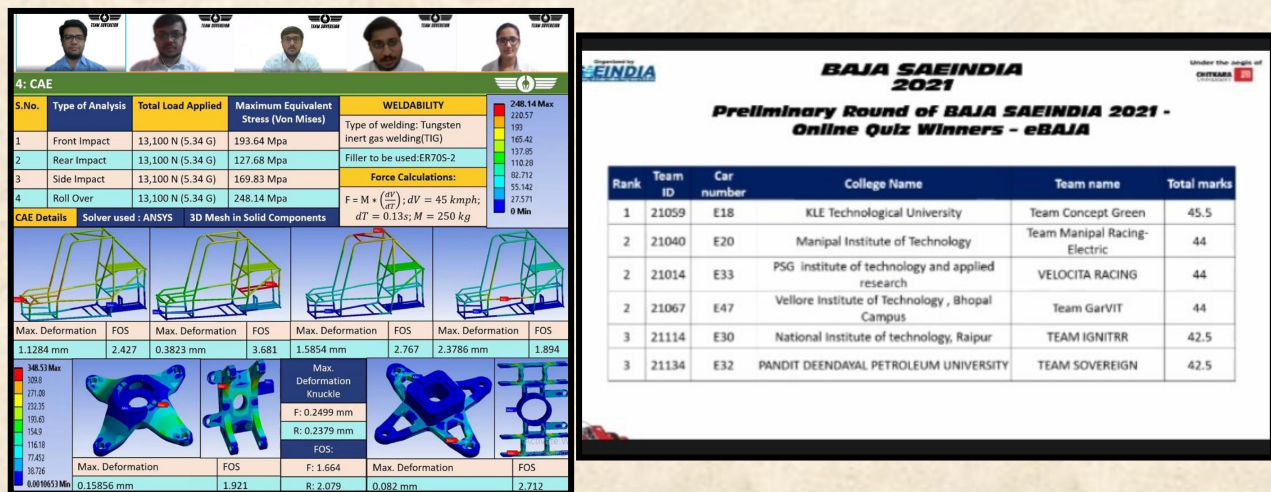 TEAM SOVEREIGN
TEAM SOVEREIGN
TEAM SOVEREIGN
TEAM SOVEREIGN
TEAM SOVEREIGN
4: CAE
S.No. Type of Analysis Total Load Applied Maximum Equivalent Stress (Von Mises)
1 Front Impact 13,100 N (5.34 G) 193.64 Mpa
2 Rear Impact 13,100 N (5.34 G) 127.68 Mpa
3 Side Impact 13,100 N (5.34 G) 169.83 Mpa
4 Roll Over 13,100 N (5.34 G) 248.14 Mpa
WELDABILITY
Type of welding: Tungsten
inert gas welding(TIG)
Filler to be used:ER70S-2
Force Calculations:
F = M * (dV/dT); dV = 45 kmph;
dT = 0.13s; M = 250 kg
248.14 Max
220.57
193
165.42
137.85
110.28
82.712
55.142
27.571
0 Min
CAE Details Solver used : ANSYS 3D Mesh in Solid Components
Max. Deformation FOS Max. Deformation FOS Max. Deformation FOS Max. Deformation FOS
1.1284 mm 2.427 0.3823 mm 3.681 1.5854 mm 2.767 2.3786 mm 1.894
348.53 Max
309.8
271.08
232.35
193.63
154.9
116.18
77.452
38.726
0.0010653 Min
Max.
Deformation
Knuckle
F: 0.2499 mm
R: 0.2379 mm
FOS:
F: 1.664
R: 2.079
Max. Deformation FOS
0.15856 mm 1.921
Max. Deformation FOS
0.082 mm 2.712
Organised by
EINDIA
BAJA SAEINDIA
2021
Under the aegis of
CHITKARA
UNIVERSITY
Preliminary Round of BAJA SAEINDIA 2021 -
Online Quiz Winners - eBAJA
Rank Team ID Car number College Name Team name Total marks
1 21059 E18 KLE Technological University Team Concept Green 45.5
2 21040 E20 Manipal Institute of Technology Team Manipal Racing-Electric 44
2 21014 E33 PSG institute of technology and applied research VELOCITA RACING 44
2 21067 E47 Vellore Institute of Technology , Bhopal Campus Team GarVIT 44
3 21114 E30 National Institute of technology, Raipur TEAM IGNITRR 42.5
3 21134 E32 PANDIT DEENDAYAL PETROLEUM UNIVERSITY TEAM SOVEREIGN 42.5